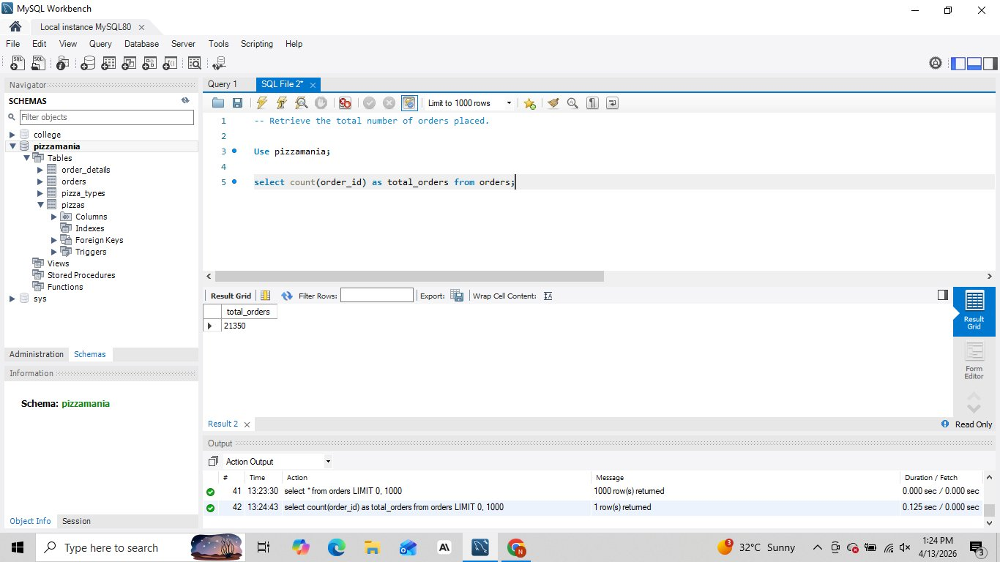 MySQL Workbench
Local instance MySQL80
File Edit View Query Database Server Tools Scripting Help
Navigator
SCHEMAS
Filter objects
college
pizzamania
Tables
order_details
orders
pizza_types
pizzas
Columns
Indexes
Foreign Keys
Triggers
Views
Stored Procedures
Functions
sys
Administration Schemas
Information
Schema: pizzamania
Object Info Session
Query 1 SQL File 2*
Limit to 1000 rows
1 -- Retrieve the total number of orders placed.
2
3 Use pizzamania;
4
5 select count(order_id) as total_orders from orders;
Result Grid Filter Rows: Export: Wrap Cell Content:
total_orders
21350
Result Grid
Form Editor
Result 2
Read Only
Output
Action Output
# Time Action Message Duration / Fetch
41 13:23:30 select * from orders LIMIT 0, 1000 1000 row(s) returned 0.000 sec / 0.000 sec
42 13:24:43 select count(order_id) as total_orders from orders LIMIT 0, 1000 1 row(s) returned 0.125 sec / 0.000 sec
Type here to search
3
32°C Sunny
1:24 PM
4/13/2026
3